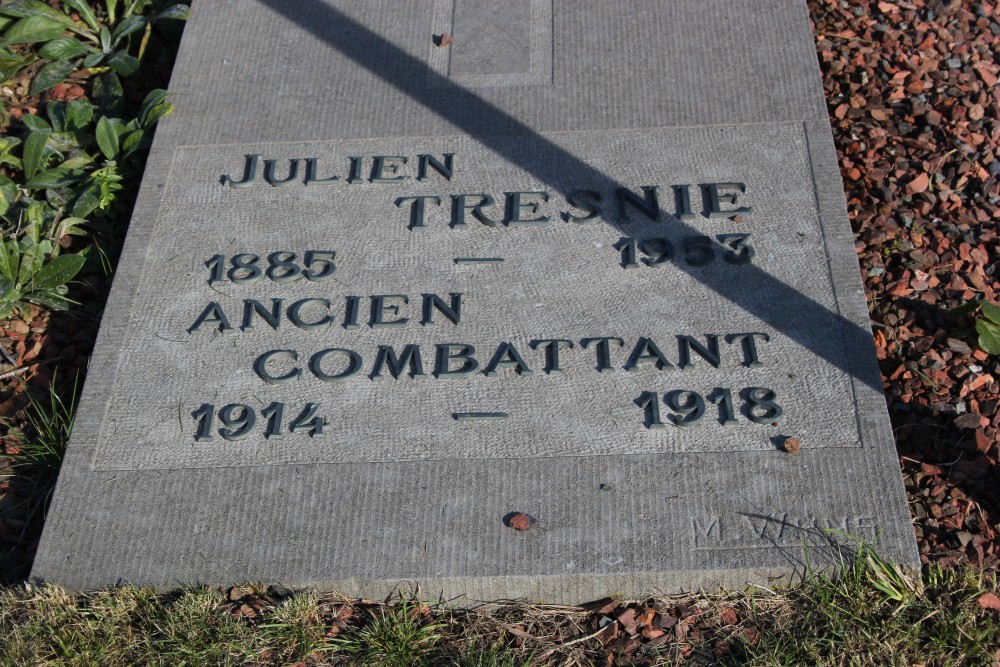 JULIEN
TRESNIE
1885 – 1953
ANCIEN
COMBATTANT
1914 – 1918